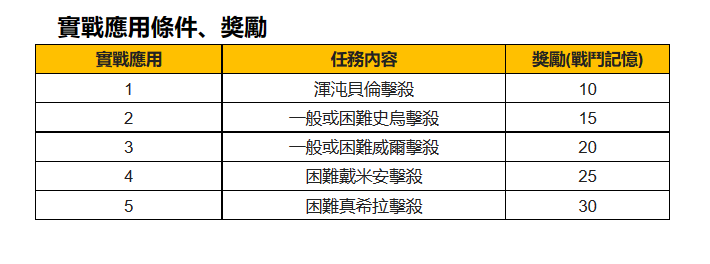 實戰應用條件、獎勵
實戰應用 任務內容 獎勵(戰鬥記憶)
1 渾沌貝倫擊殺 10
2 一般或困難史烏擊殺 15
3 一般或困難威爾擊殺 20
4 困難戴米安擊殺 25
5 困難真希拉擊殺 30